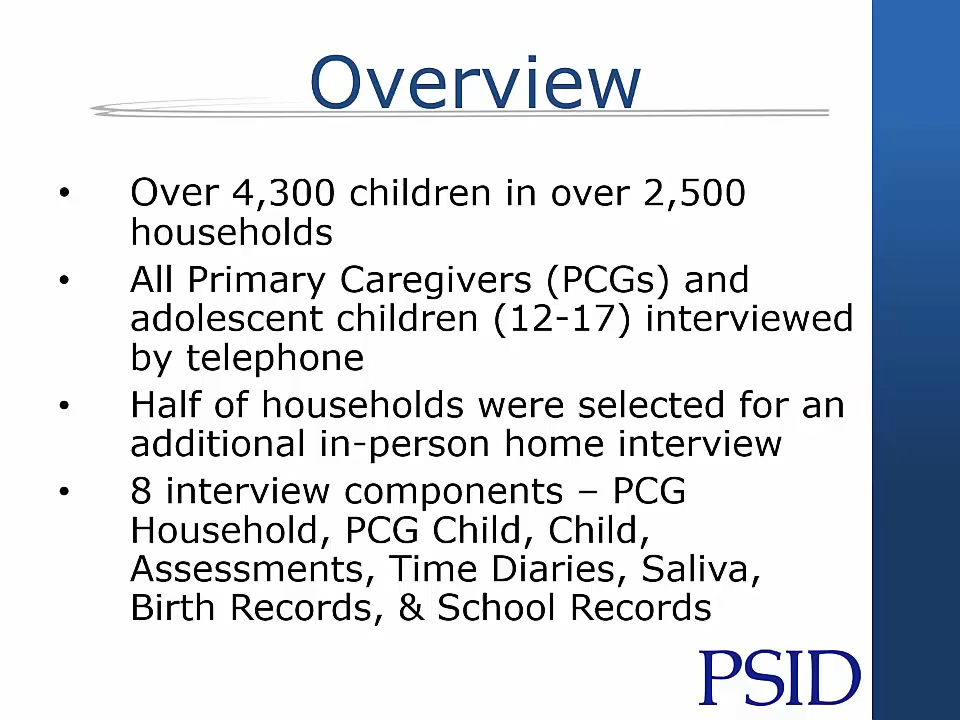 Overview
• Over 4,300 children in over 2,500
households
• All Primary Caregivers (PCGs) and
adolescent children (12-17) interviewed
by telephone
• Half of households were selected for an
additional in-person home interview
• 8 interview components – PCG
Household, PCG Child, Child,
Assessments, Time Diaries, Saliva,
Birth Records, & School Records
PSID